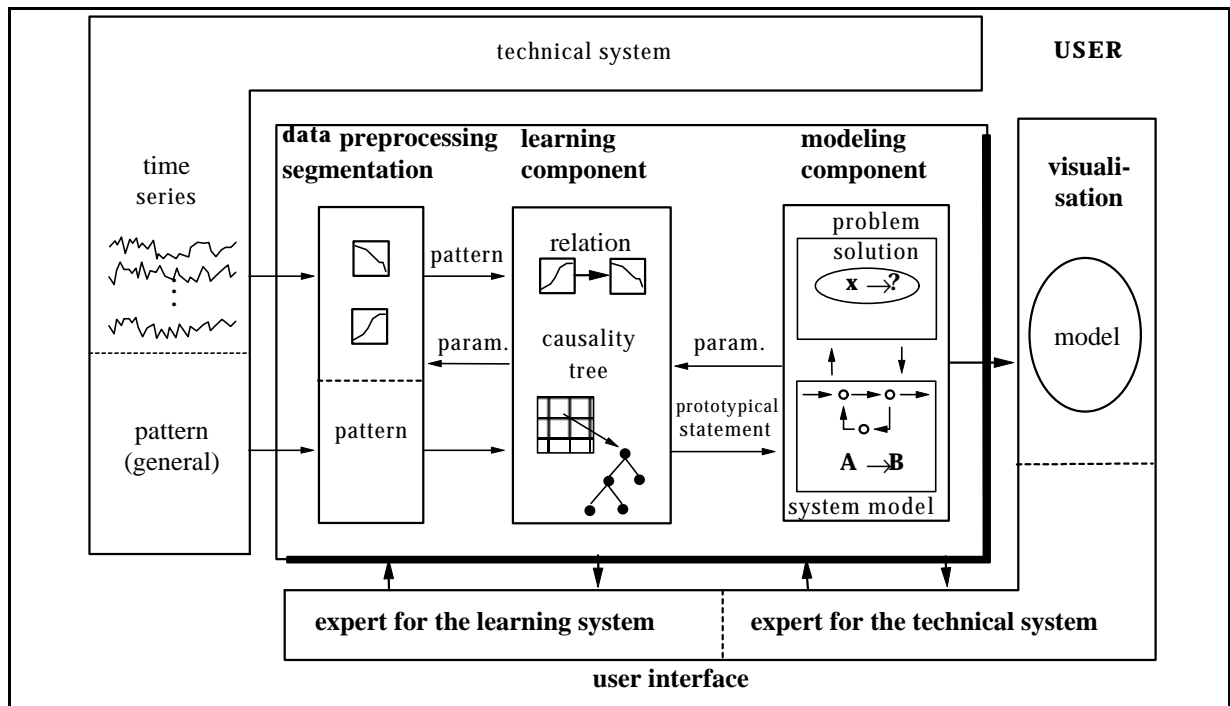 technical system
USER
time
series
pattern
(general)
data preprocessing
segmentation
pattern
pattern
param.
learning
component
relation
causality
tree
param.
prototypical
statement
modeling
component
problem
solution
x → ?
A → B
system model
visuali-
sation
model
expert for the learning system
expert for the technical system
user interface